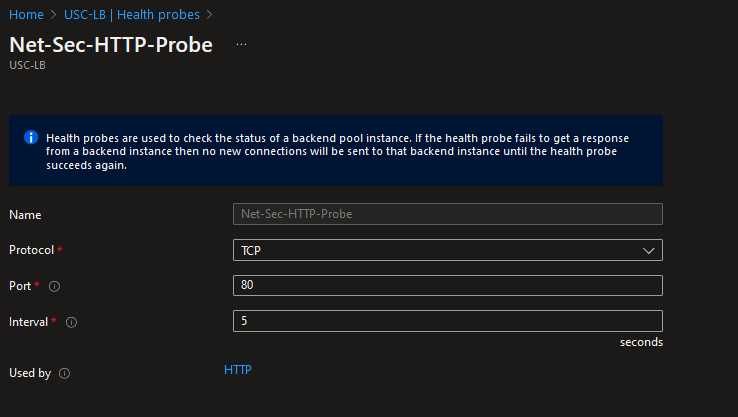 Home > USC-LB | Health probes >
Net-Sec-HTTP-Probe ...
USC-LB
Health probes are used to check the status of a backend pool instance. If the health probe fails to get a response
from a backend instance then no new connections will be sent to that backend instance until the health probe
succeeds again.
Name Net-Sec-HTTP-Probe
Protocol * TCP
Port * 80
Interval * 5
seconds
Used by HTTP